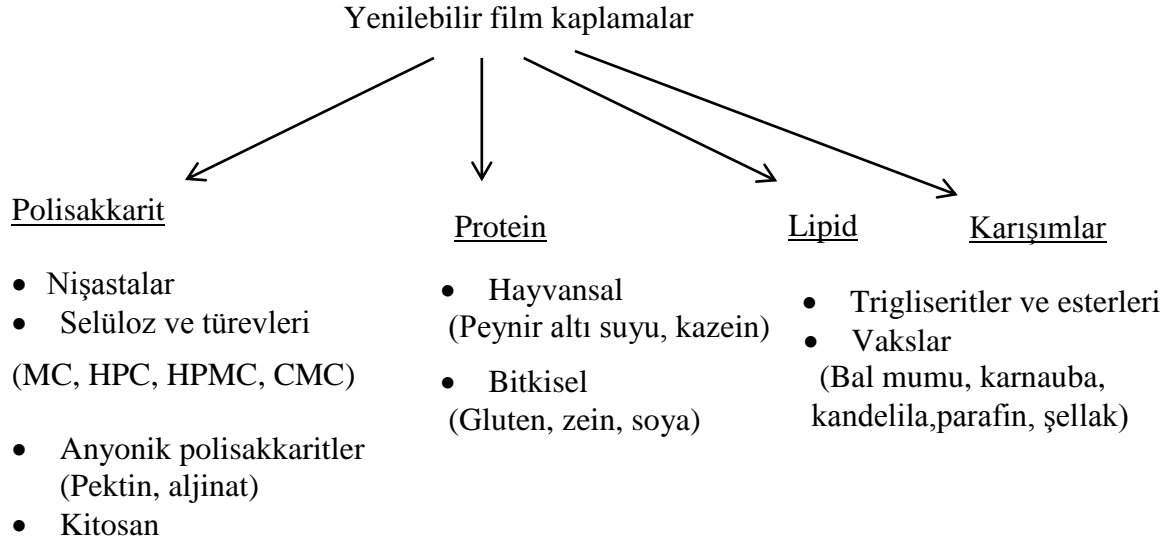 Yenilebilir film kaplamalar
Polisakkarit
• Nişastalar
• Selüloz ve türevleri
(MC, HPC, HPMC, CMC)
• Anyonik polisakkaritler
(Pektin, aljinat)
• Kitosan
Protein
• Hayvansal
(Peynir altı suyu, kazein)
• Bitkisel
(Gluten, zein, soya)
Lipid
• Trigliseritler ve esterleri
• Vakslar
(Bal mumu, karnauba,
kandelila,parafin, şellak)
Karışımlar